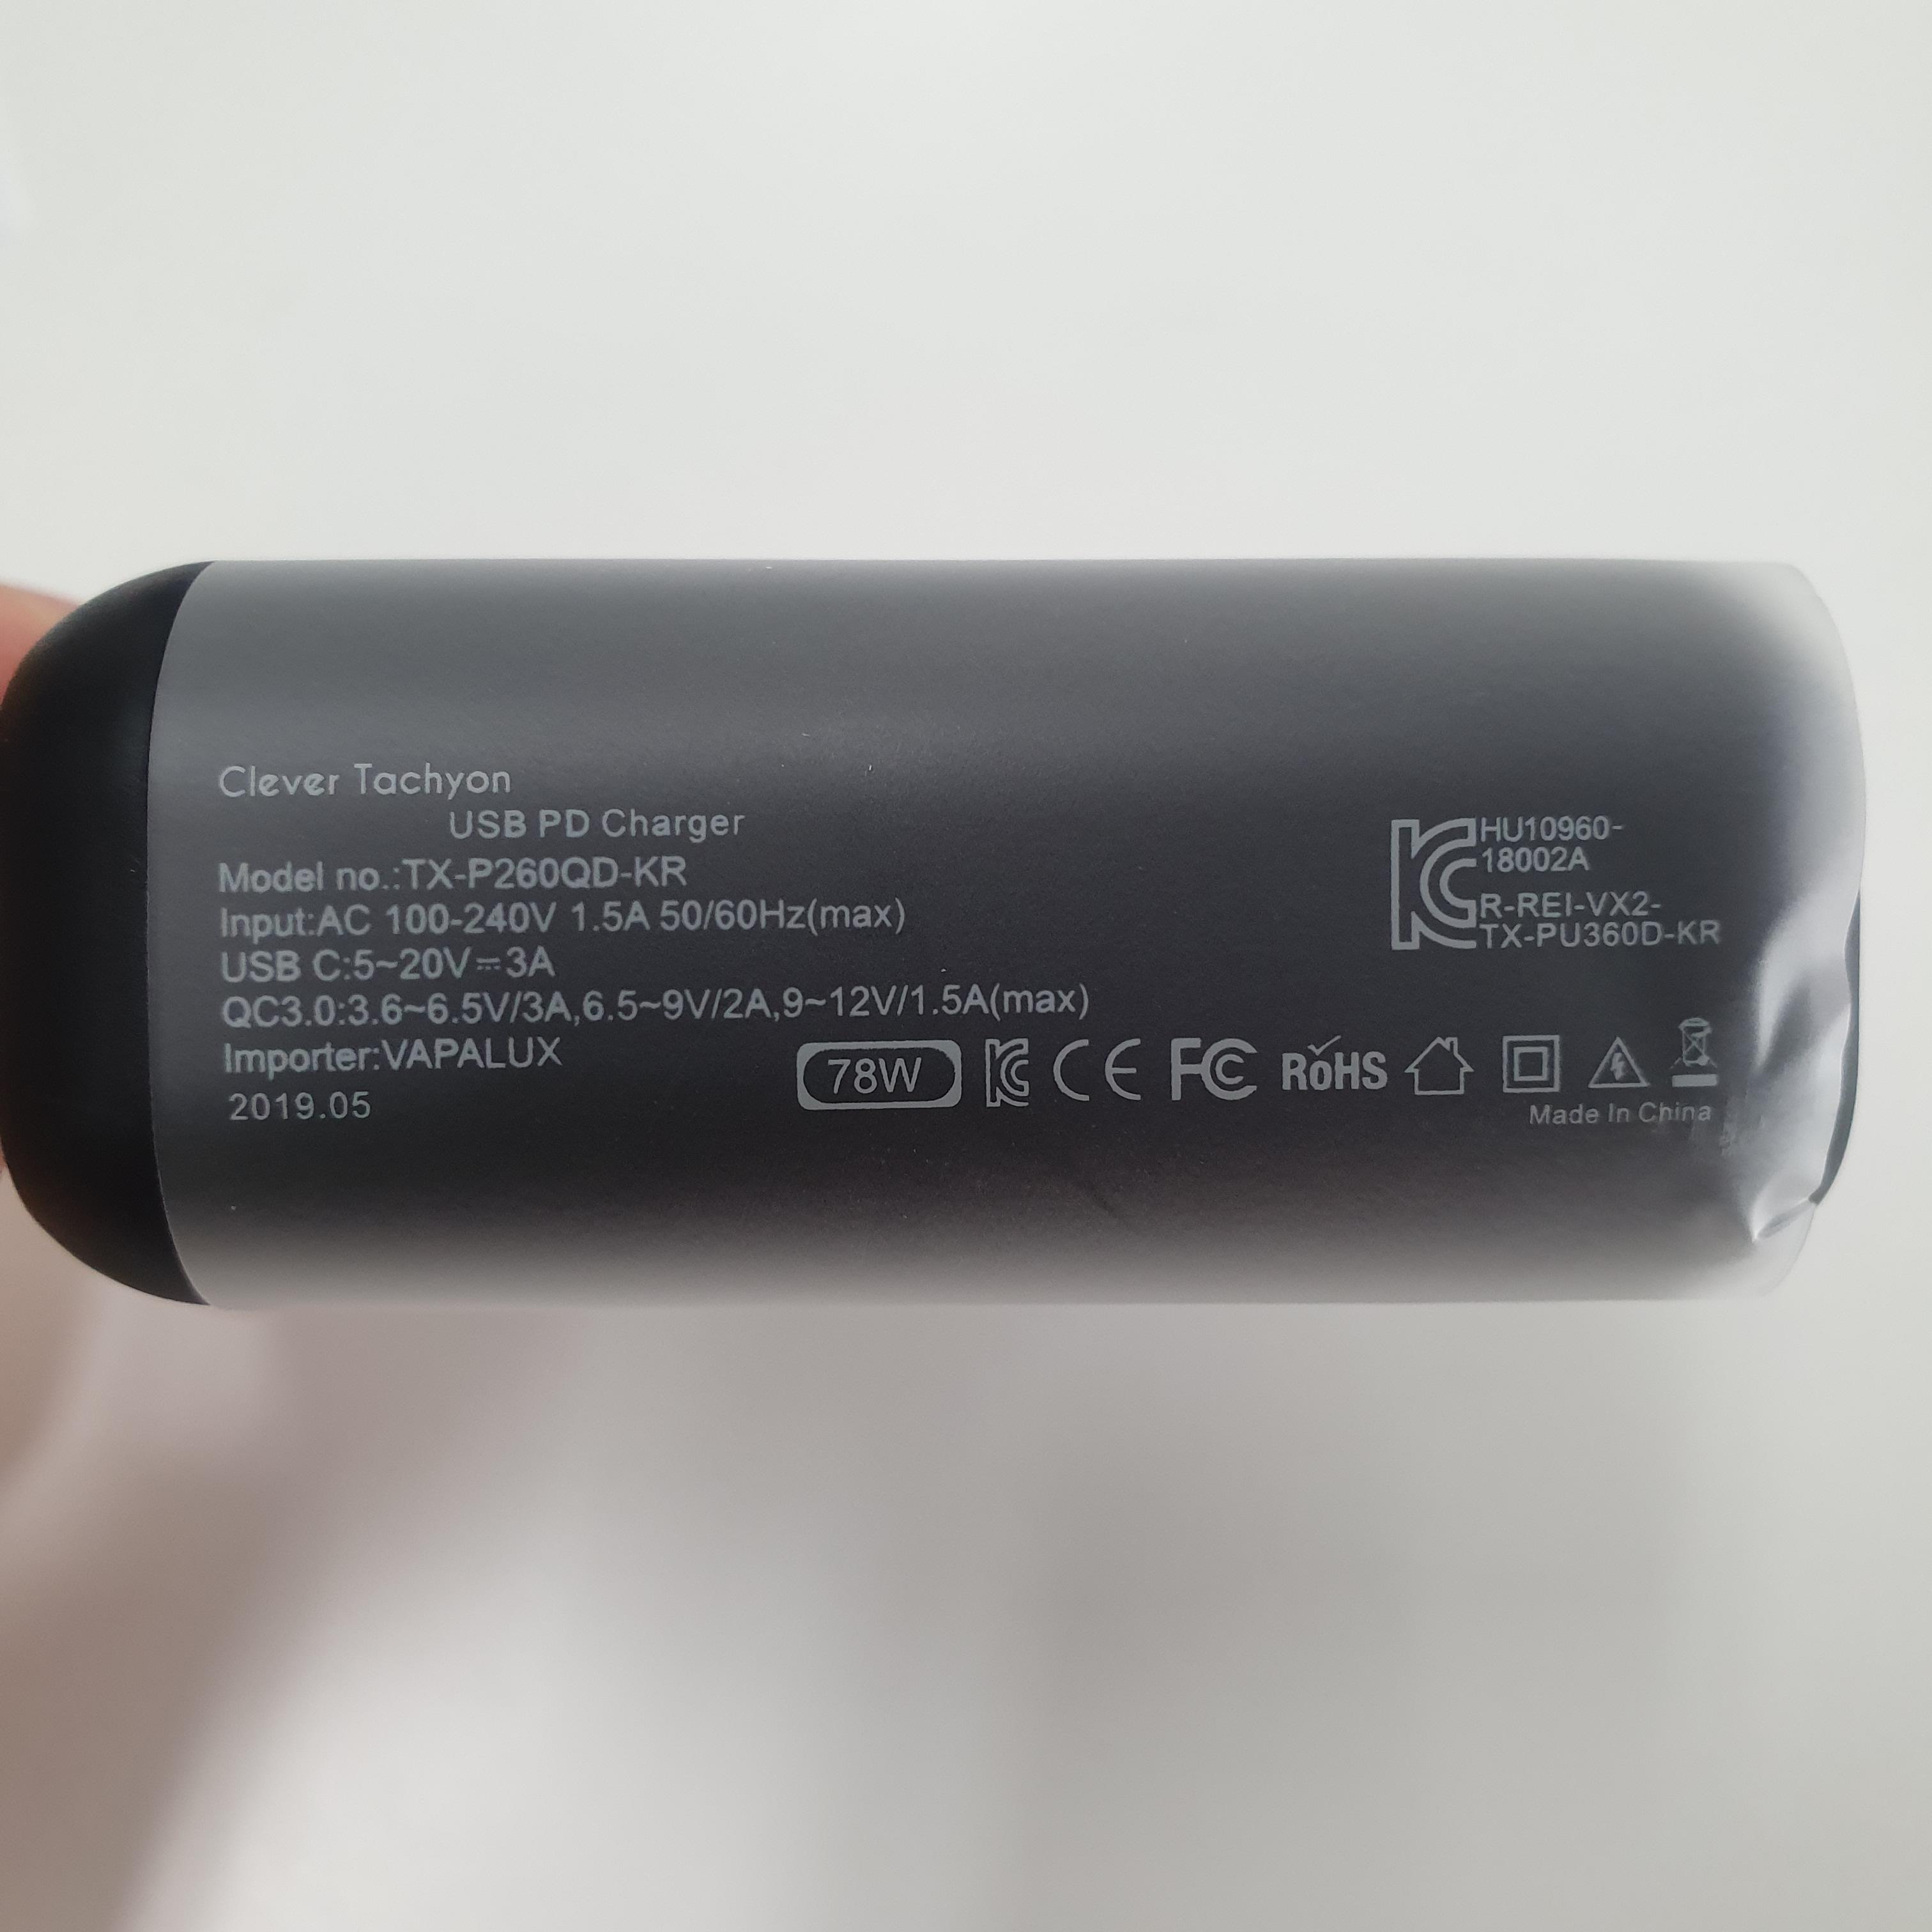 Clever Tachyon
USB PD Charger
Model no.:TX-P260QD-KR
Input:AC 100-240V 1.5A 50/60Hz(max)
USB C:5~20V⎓3A
QC3.0:3.6~6.5V/3A,6.5~9V/2A,9~12V/1.5A(max)
Importer:VAPALUX
2019.05
78W KC CE FC RoHS
KC
HU10960-
18002A
R-REI-VX2-
TX-PU360D-KR
Made In China